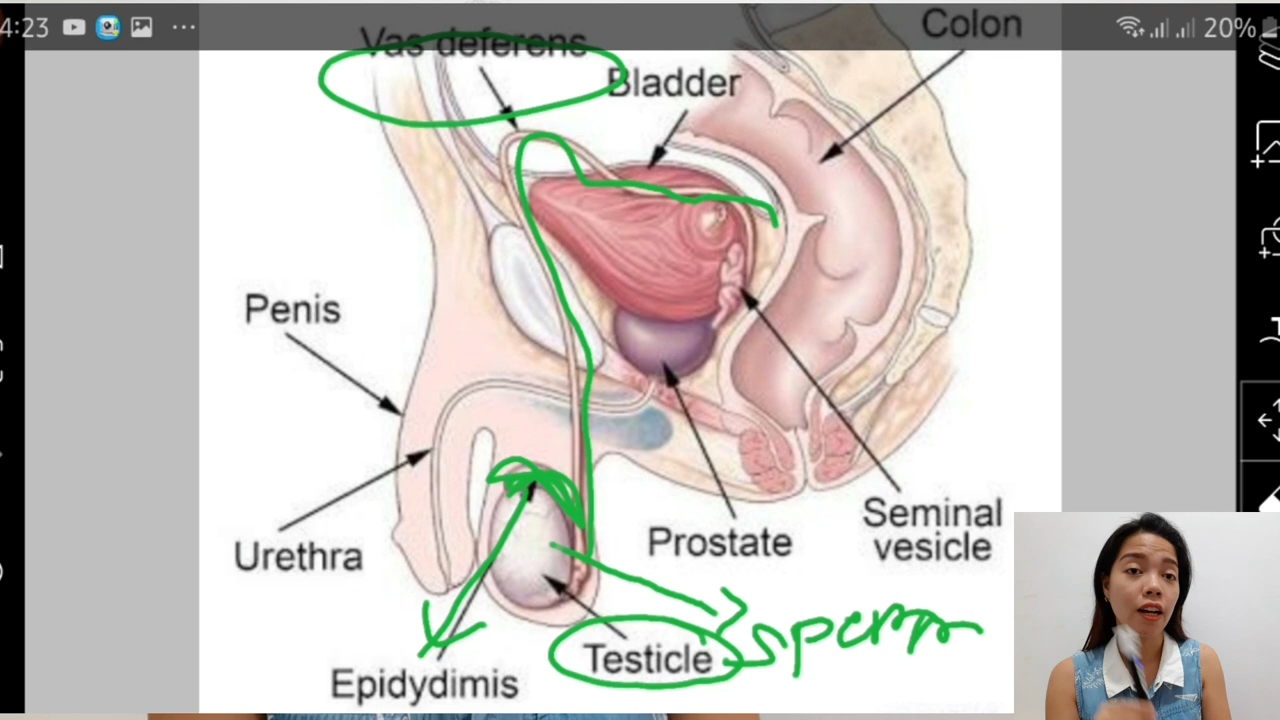 4:23
20%
Vas deferens
Colon
Bladder
Penis
Urethra
Prostate
Seminal
vesicle
Testicle
sperm
Epidydimis